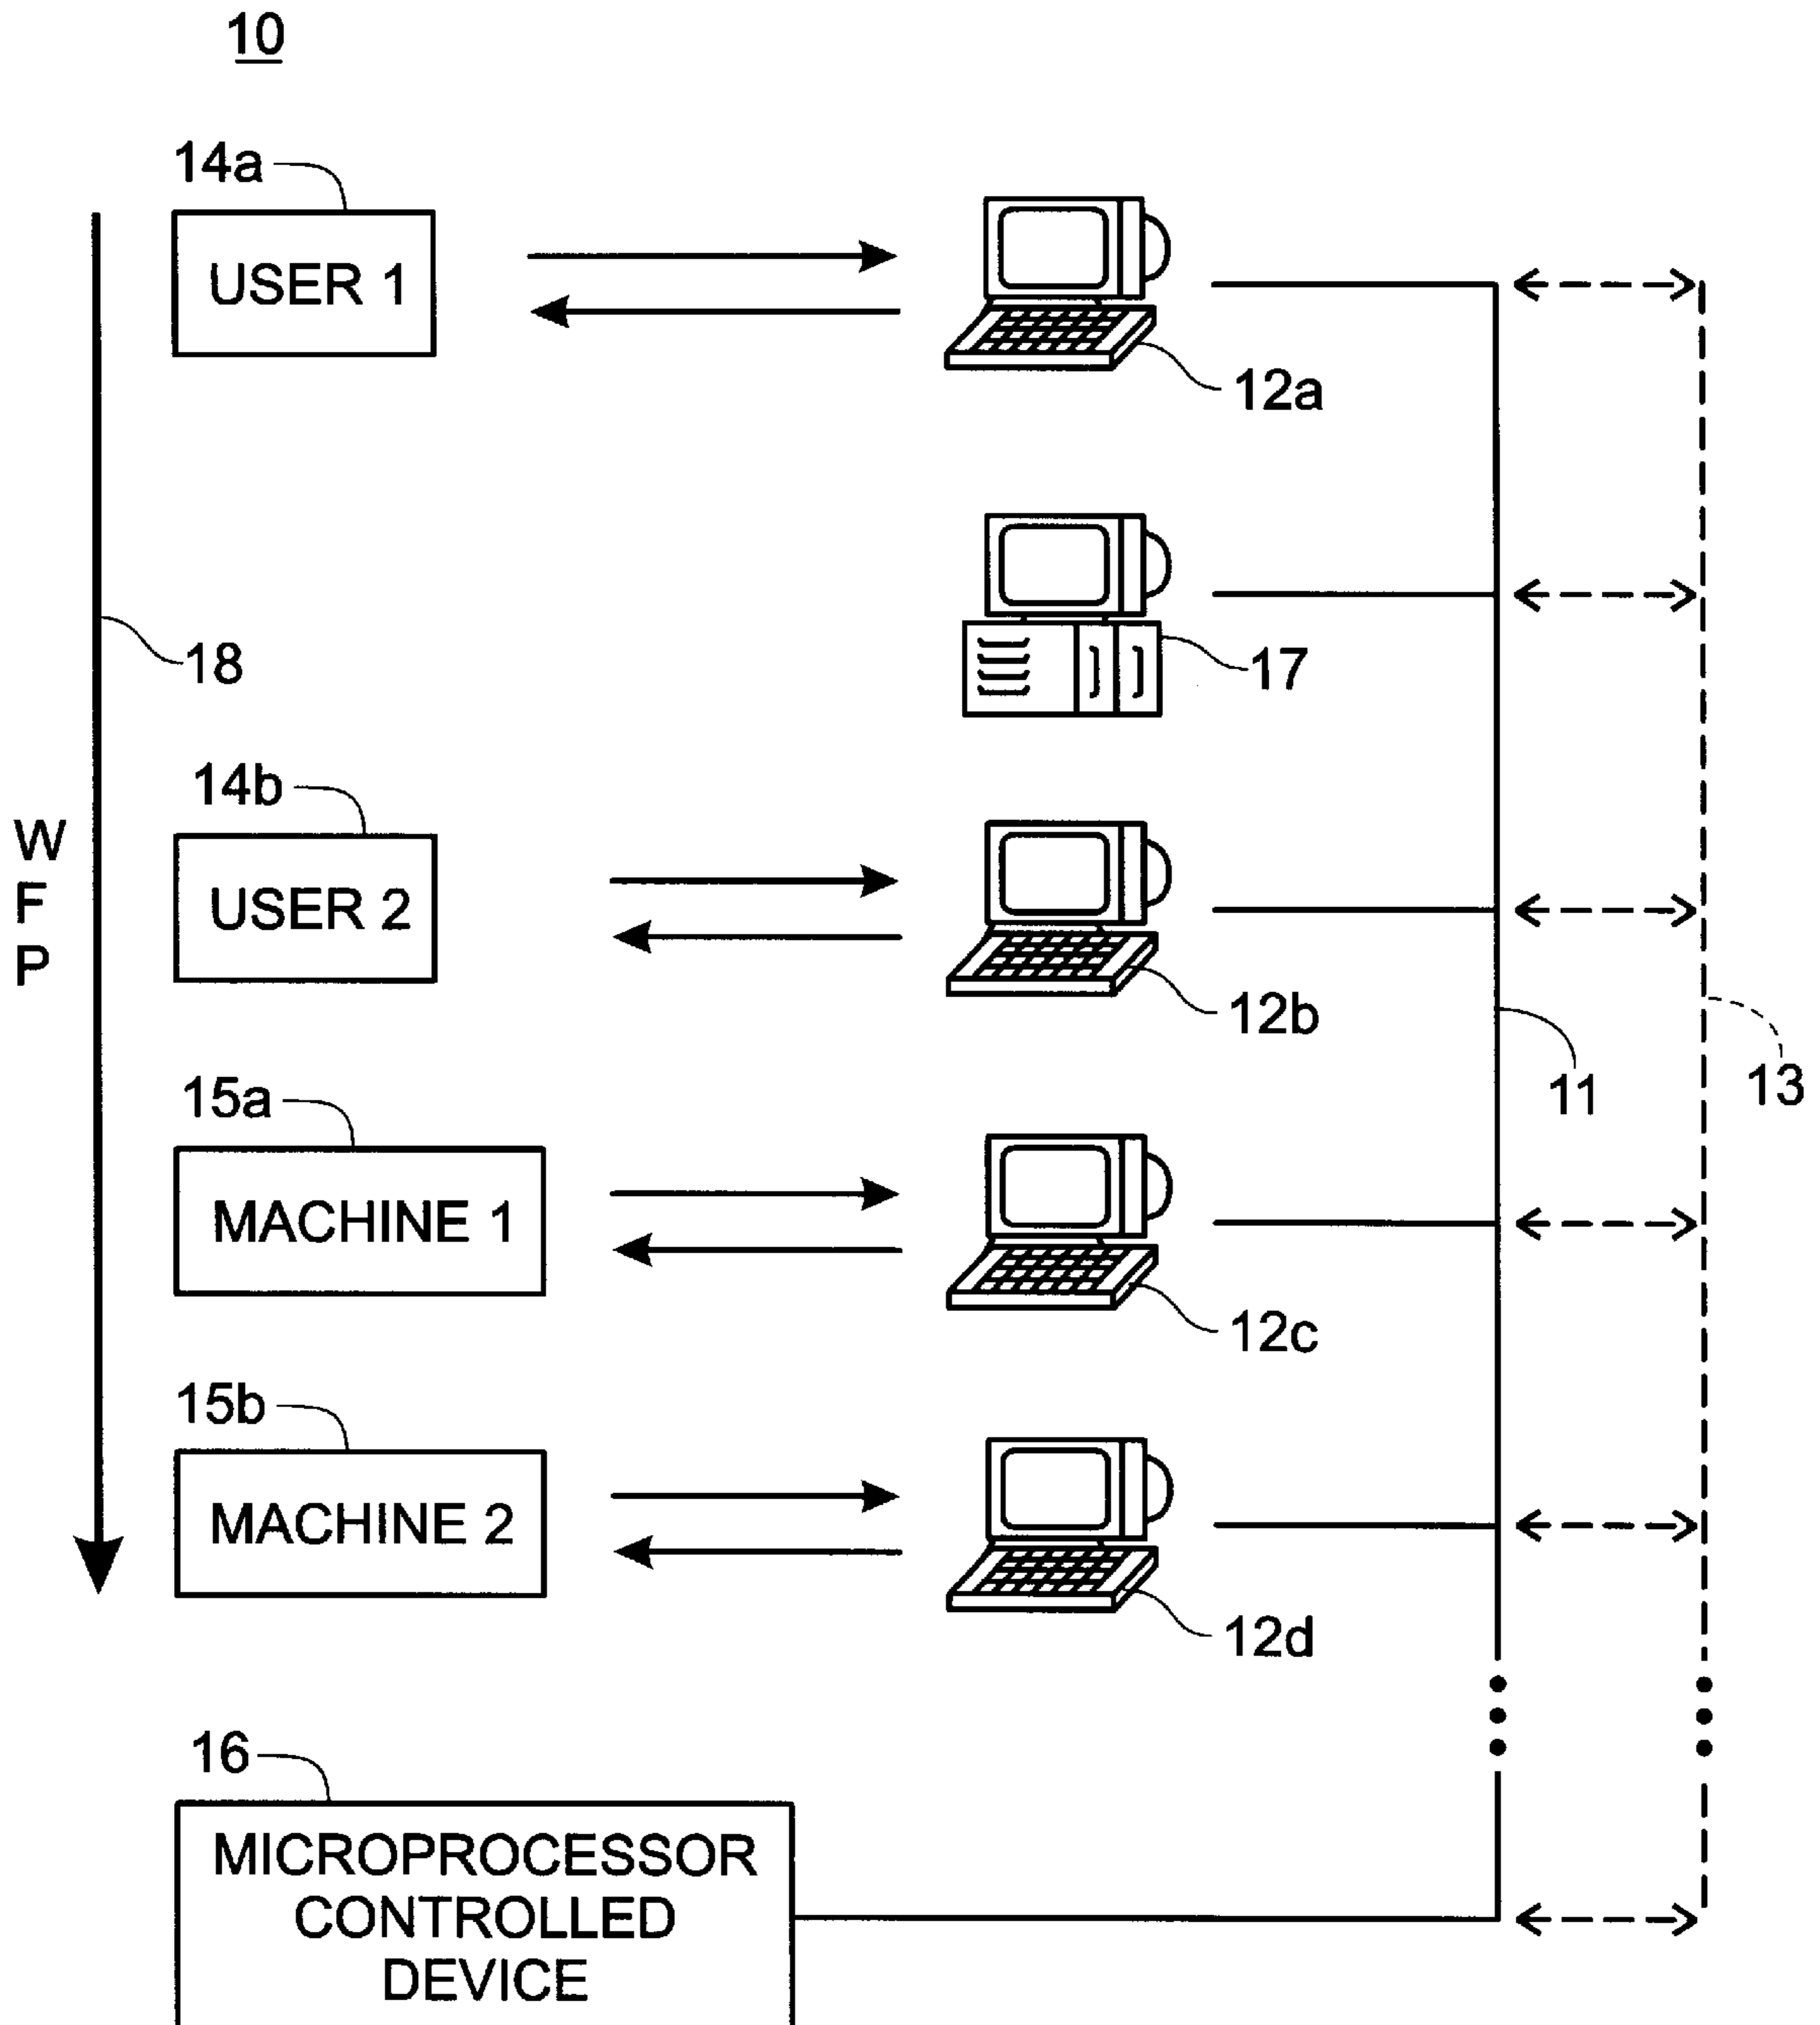 10
14a
USER 1
12a
18
17
14b
USER 2
W
F
P
12b
11
13
15a
MACHINE 1
12c
15b
MACHINE 2
12d
16
MICROPROCESSOR
CONTROLLED
DEVICE